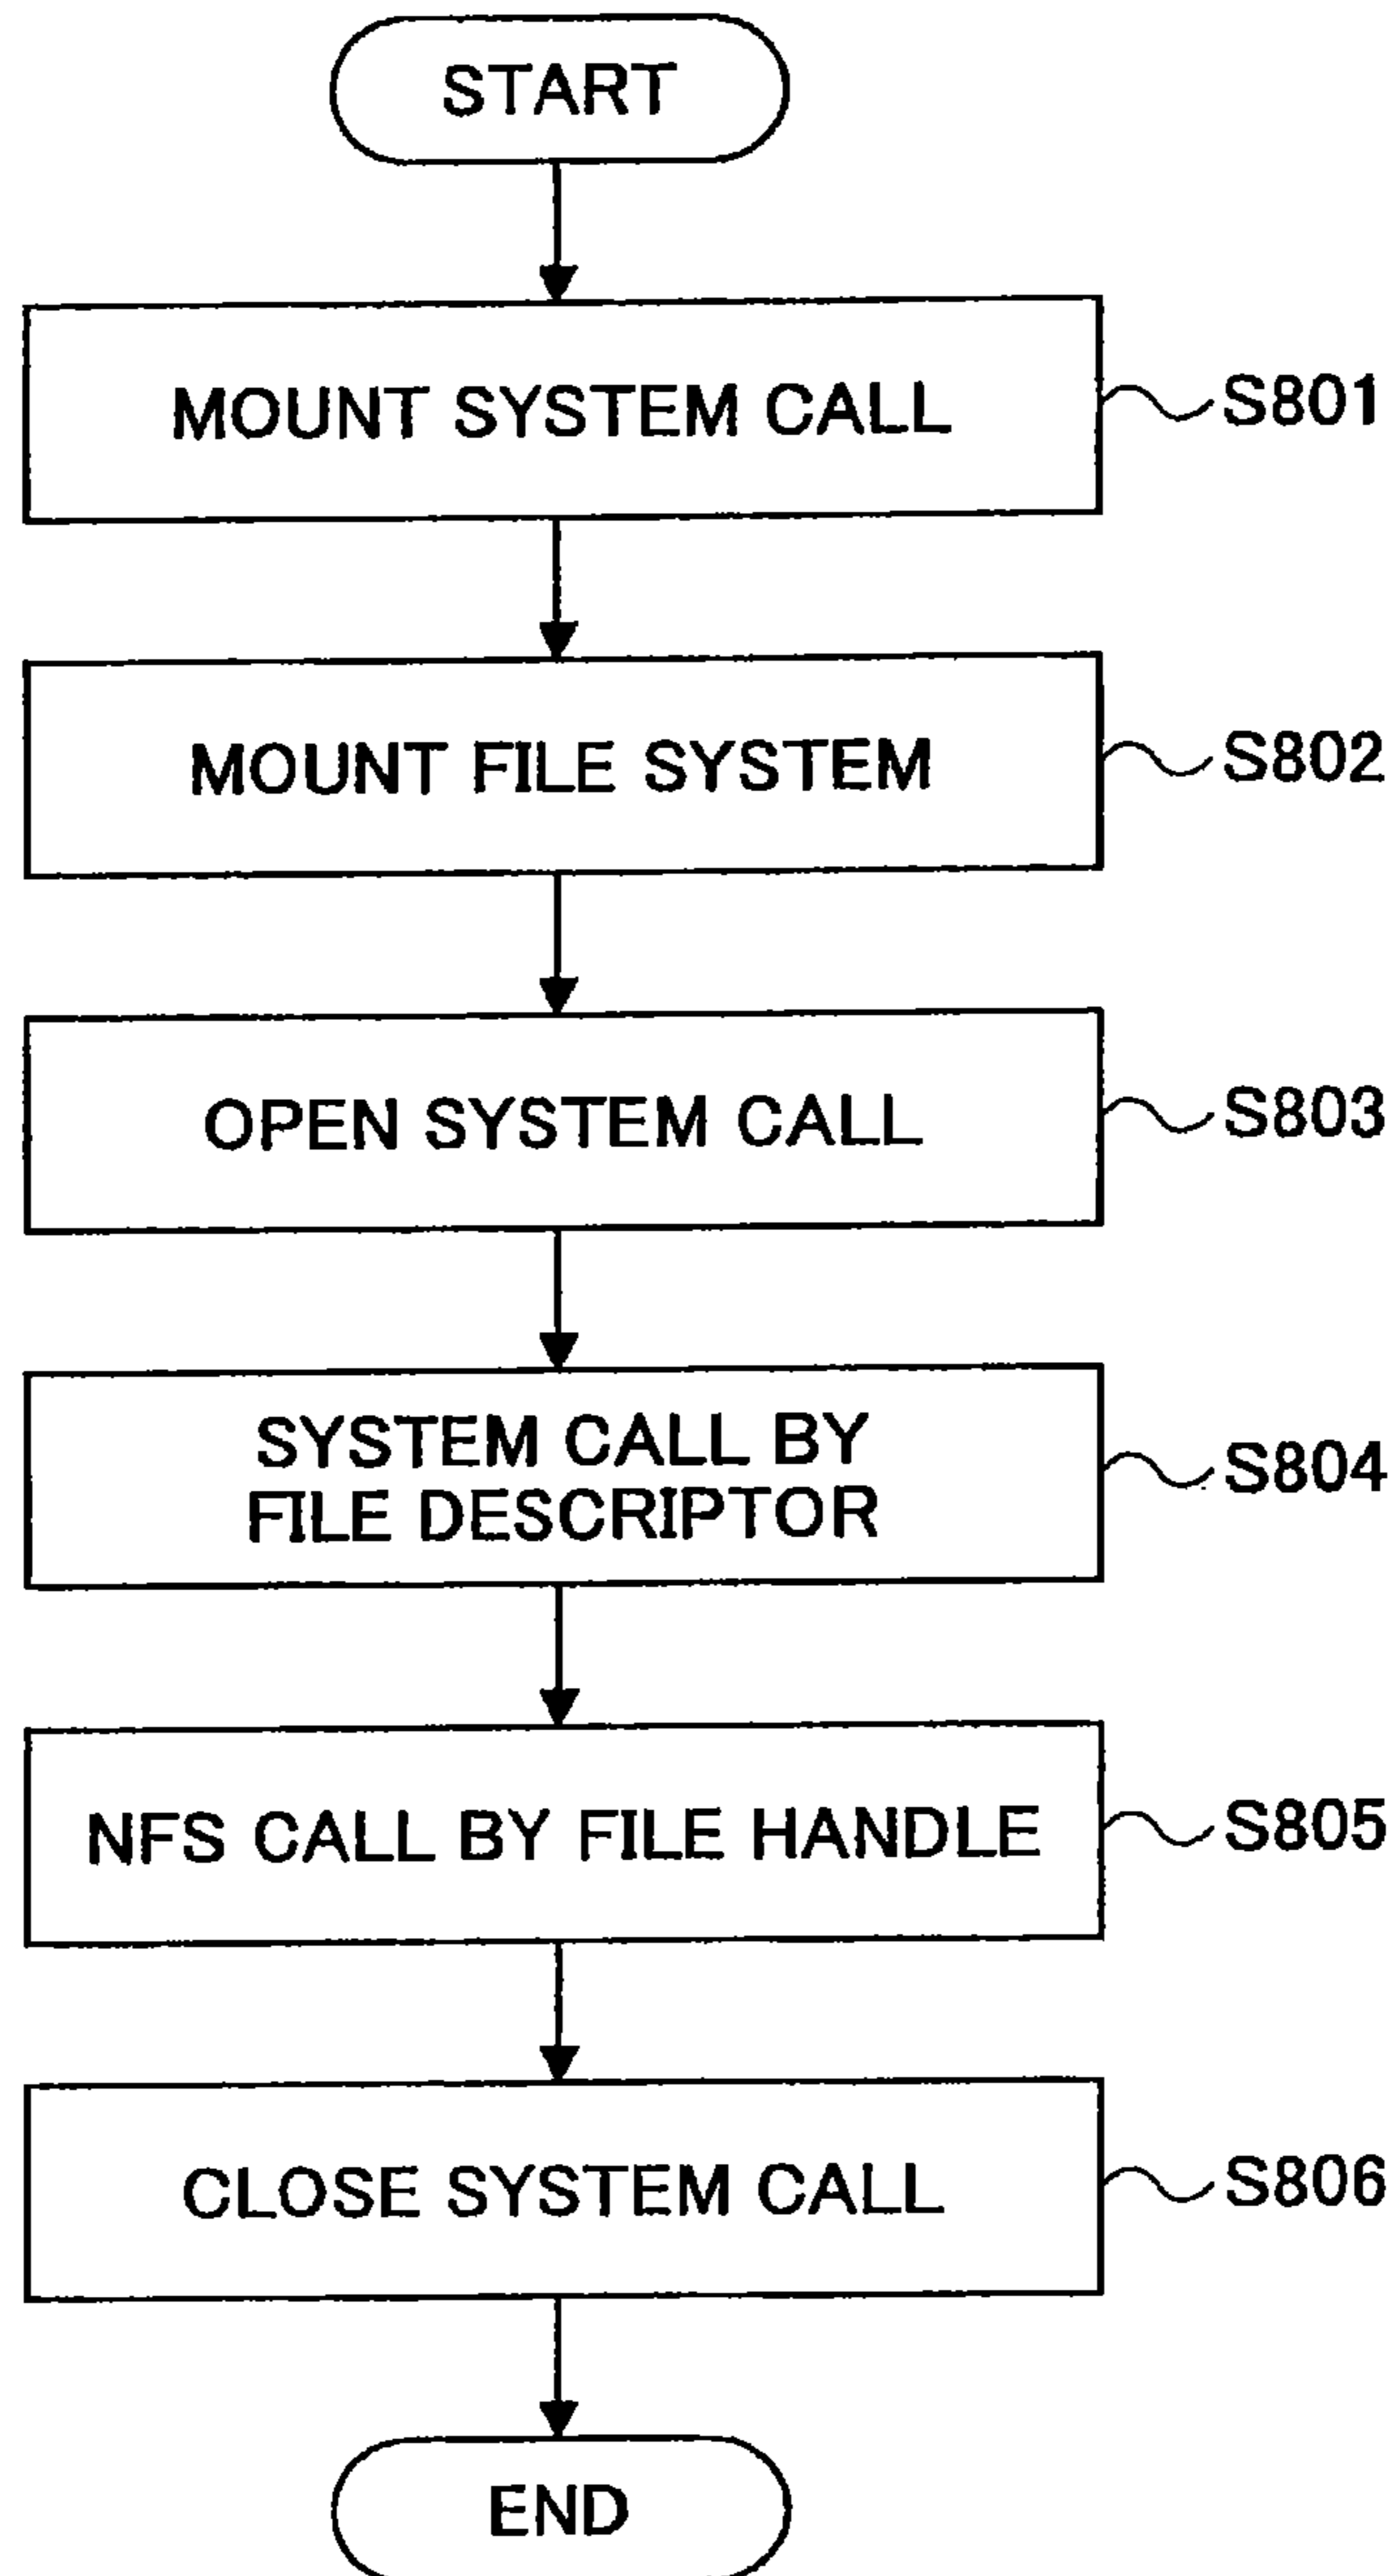 START
MOUNT SYSTEM CALL
S801
MOUNT FILE SYSTEM
S802
OPEN SYSTEM CALL
S803
SYSTEM CALL BY
FILE DESCRIPTOR
S804
NFS CALL BY FILE HANDLE
S805
CLOSE SYSTEM CALL
S806
END